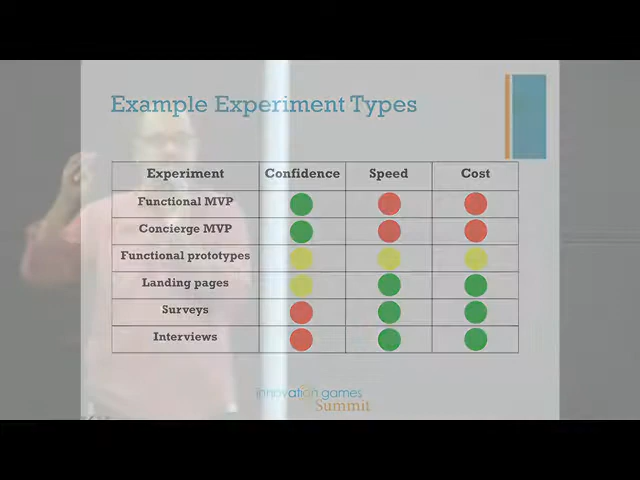 Example Experiment Types
Experiment Confidence Speed Cost
Functional MVP
Concierge MVP
Functional prototypes
Landing pages
Surveys
Interviews
innovation games
Summit